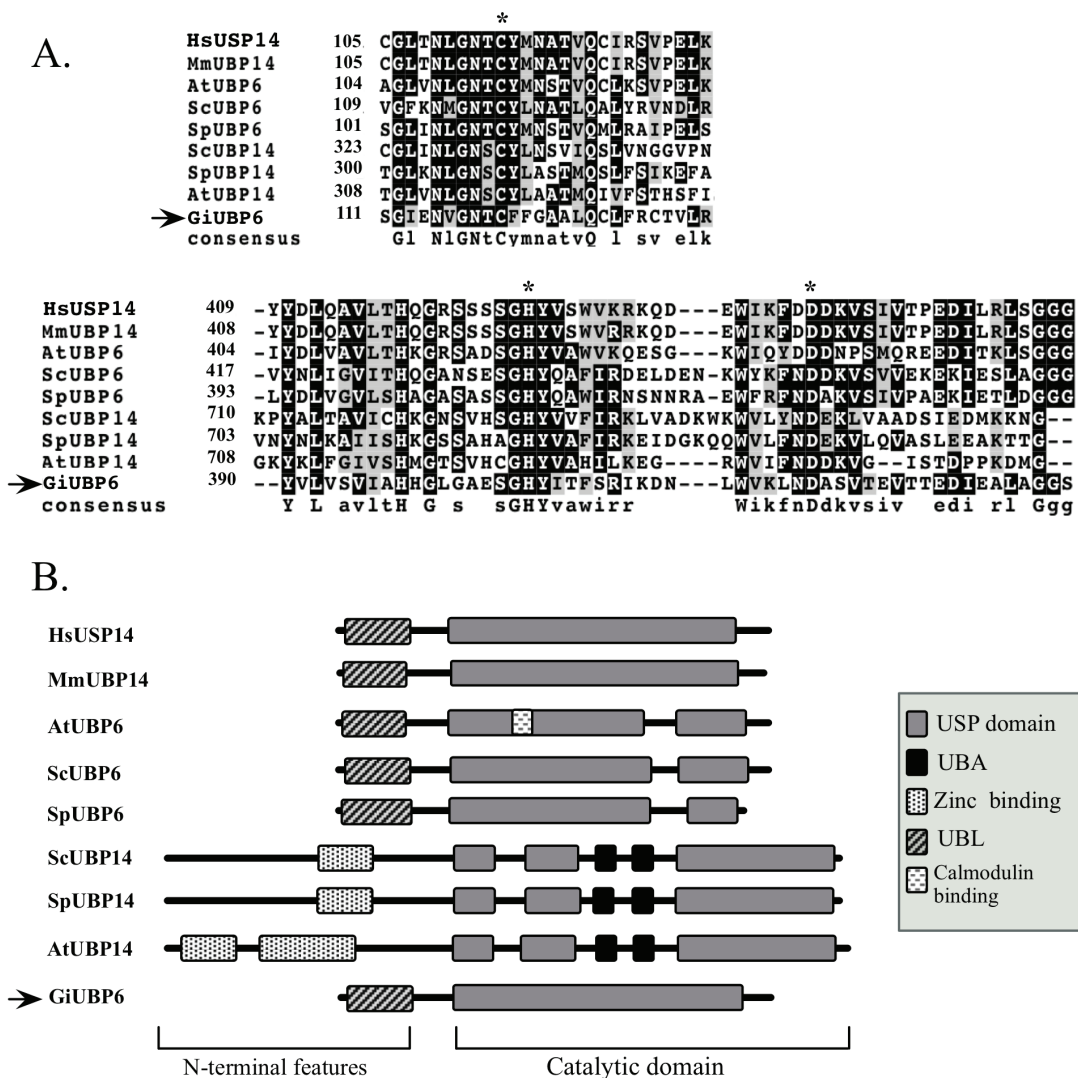 A.
*
HsUSP14 105 CGLTNLGNTCYMNATVQCIRSVPELK
MmUBP14 105 CGLTNLGNTCYMNATVQCIRSVPELK
AtUBP6 104 AGLVNLGNTCYMNSTVQCLKSVPELK
ScUBP6 109 VGFKNMGNTCYLNATLQALYRVNDLR
SpUBP6 101 SGLINLGNTCYMNSTVQMLRAIPELS
ScUBP14 323 CGLINLGNSCYLNSVIQSLVNGGVPN
SpUBP14 300 TGLKNLGNSCYLASTMQSLFSIKEFA
AtUBP14 308 TGLVNLGNSCYLAATMQIVFSTHSFI
GiUBP6 111 SGIENVGNTCFFGAALQCLFRCTVLR
consensus Gl NlGNtCymnatvQ l sv elk
* *
HsUSP14 409 -YYDLQAVLTHQGRSSSSGHYVSWVKRKQD---EWIKFDDDKVSIVTPEDILRLSGGG
MmUBP14 408 -YYDLQAVLTHQGRSSSSGHYVSWVRRKQD---EWIKFDDDKVSIVTPEDILRLSGGG
AtUBP6 404 -IYDLVAVLTHKGRSADSGHYVAWVKQESG---KWIQYDDDNPSMQREEDITKLSGGG
ScUBP6 417 -VYNLIGVITHQGANSESGHYQAFIRDELDEN-KWYKFNDDKVSVVEKEKIESLAGGG
SpUBP6 393 -LYDLVGVLSHAGASASSGHYQAWIRNSNNRA-EWFRFNDAKVSIVPAEKIETLDGGG
ScUBP14 710 KPYALTAVI CHKGNSVHSGHYVVFIRKLVADKWKWVLYNDEKLVAADSIEDMKKNG--
SpUBP14 703 VNYNLKAIISHKGSSAHAGHYVAFIRKEIDGKQQWVLFNDEKVLQVASLEEAKTTG--
AtUBP14 708 GKYKLFGIVSHMGTSVHCGHYVAHILKEG----RWVIFNDDKVG--ISTDPPKDMG--
GiUBP6 390 --YVLVSVIAHHGLGAESGHYITFSRIKDN---LWVKLNDASVTEVTTEDIEALAGGS
consensus Y L avltH G s sGHYvawirr WikfnDdkvsiv edi rl Ggg
B.
HsUSP14
MmUBP14
AtUBP6
ScUBP6
SpUBP6
ScUBP14
SpUBP14
AtUBP14
GiUBP6
N-terminal features
Catalytic domain
USP domain
UBA
Zinc binding
UBL
Calmodulin
binding